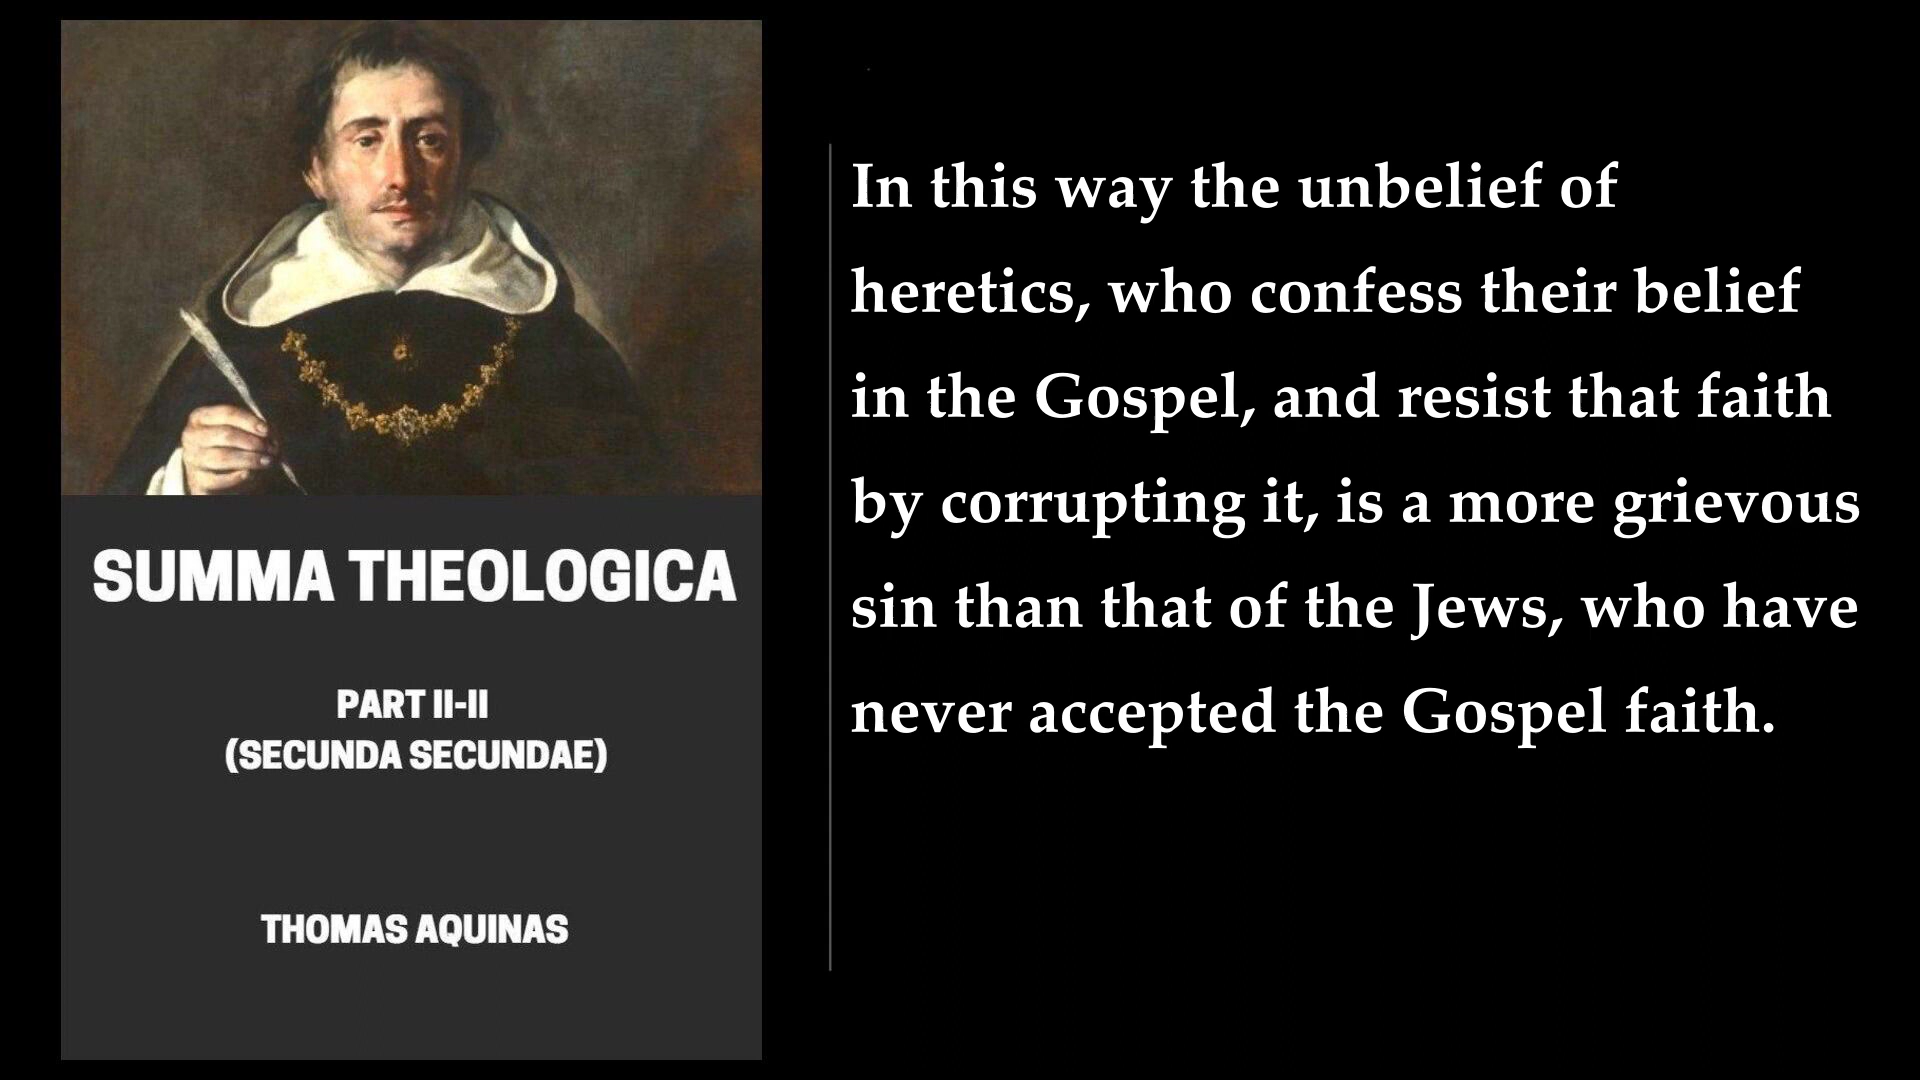 SUMMA THEOLOGICA
PART II-II
(SECUNDA SECUNDAE)
THOMAS AQUINAS
In this way the unbelief of
heretics, who confess their belief
in the Gospel, and resist that faith
by corrupting it, is a more grievous
sin than that of the Jews, who have
never accepted the Gospel faith.